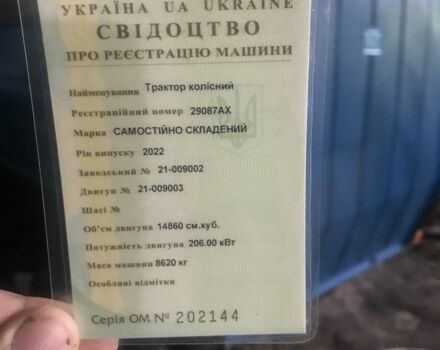 УКРАЇНА UA UKRAINE
СВІДОЦТВО
ПРО РЕЄСТРАЦІЮ МАШИНИ
Найменування Трактор колісний
Реєстраційний номер 29087АХ
Марка САМОСТІЙНО СКЛАДЕНИЙ
Рік випуску 2022
Заводський № 21-009002
Двигун № 21-009003
Шасі №
Об'єм двигуна 14860 см.куб.
Потужність двигуна 206.00 кВт
Маса машини 8620 кг
Особливі відмітки
Серія ОМ № 202144